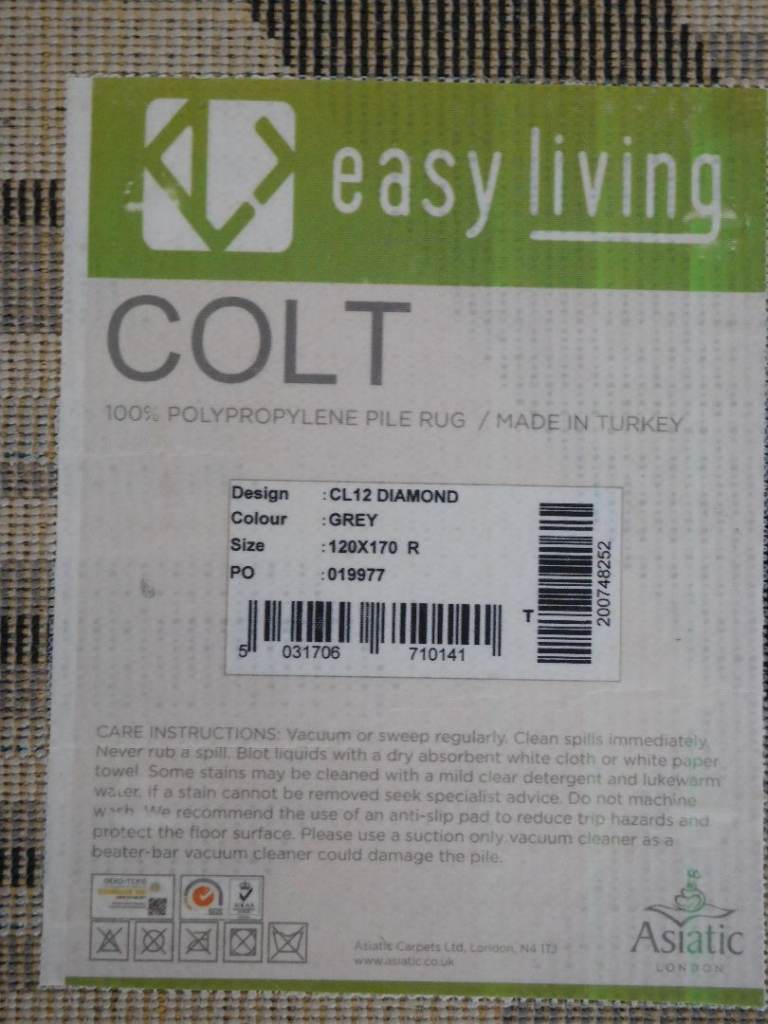 easy living
COLT
100% POLYPROPYLENE PILE RUG / MADE IN TURKEY
Design : CL12 DIAMOND
Colour : GREY
Size : 120X170 R
PO : 019977
T
200748252
5 031706 710141
CARE INSTRUCTIONS: Vacuum or sweep regularly. Clean spills immediately.
Never rub a spill. Blot liquids with a dry absorbent white cloth or white paper
towel. Some stains may be cleaned with a mild clear detergent and lukewarm
water, if a stain cannot be removed seek specialist advice. Do not machine
wash. We recommend the use of an anti-slip pad to reduce trip hazards and
protect the floor surface. Please use a suction only vacuum cleaner as a
beater-bar vacuum cleaner could damage the pile.
OEKO-TEX®
SGS
UKAS
Asiatic Carpets Ltd, London, N4 1TJ
www.asiatic.co.uk
Asiatic
LONDON